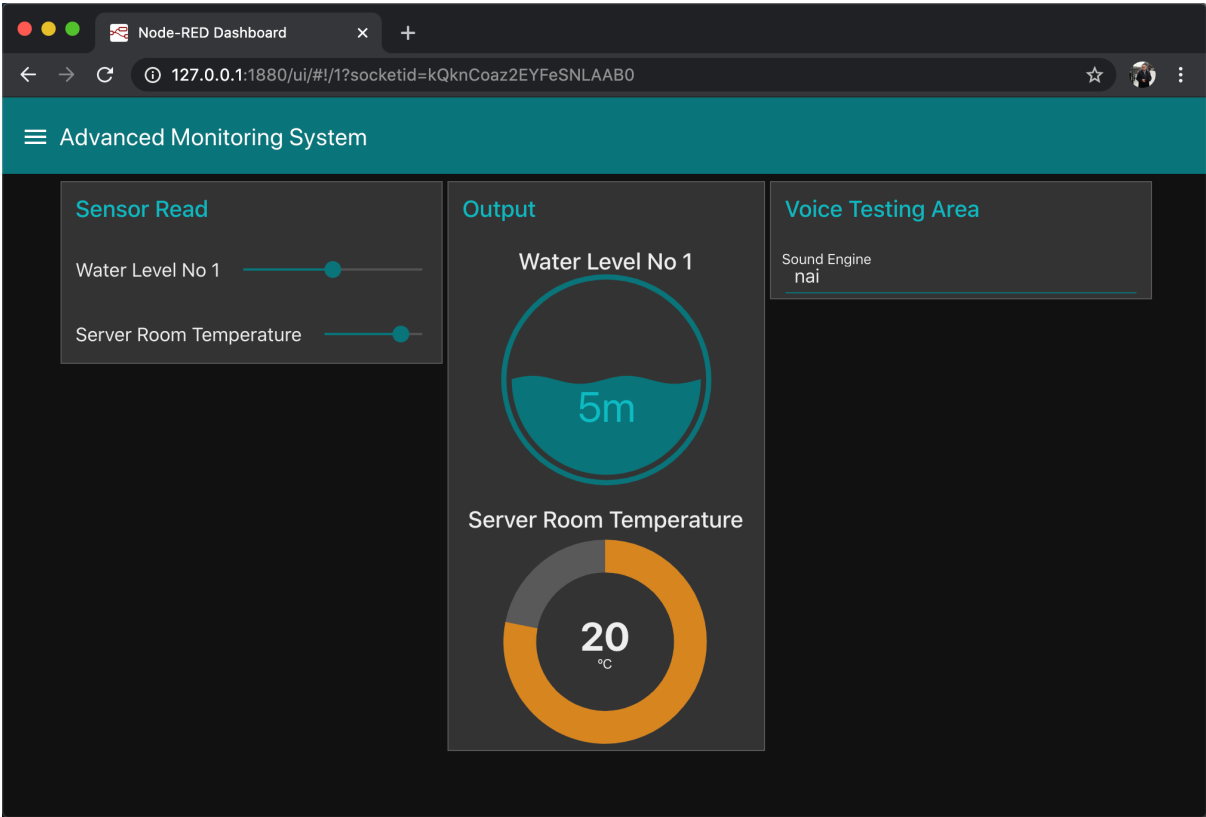 Node-RED Dashboard
127.0.0.1:1880/ui/#!/1?socketid=kQknCoaz2EYFeSNLAAB0
Advanced Monitoring System
Sensor Read
Water Level No 1
Server Room Temperature
Output
Water Level No 1
5m
Server Room Temperature
20
ºC
Voice Testing Area
Sound Engine
nai